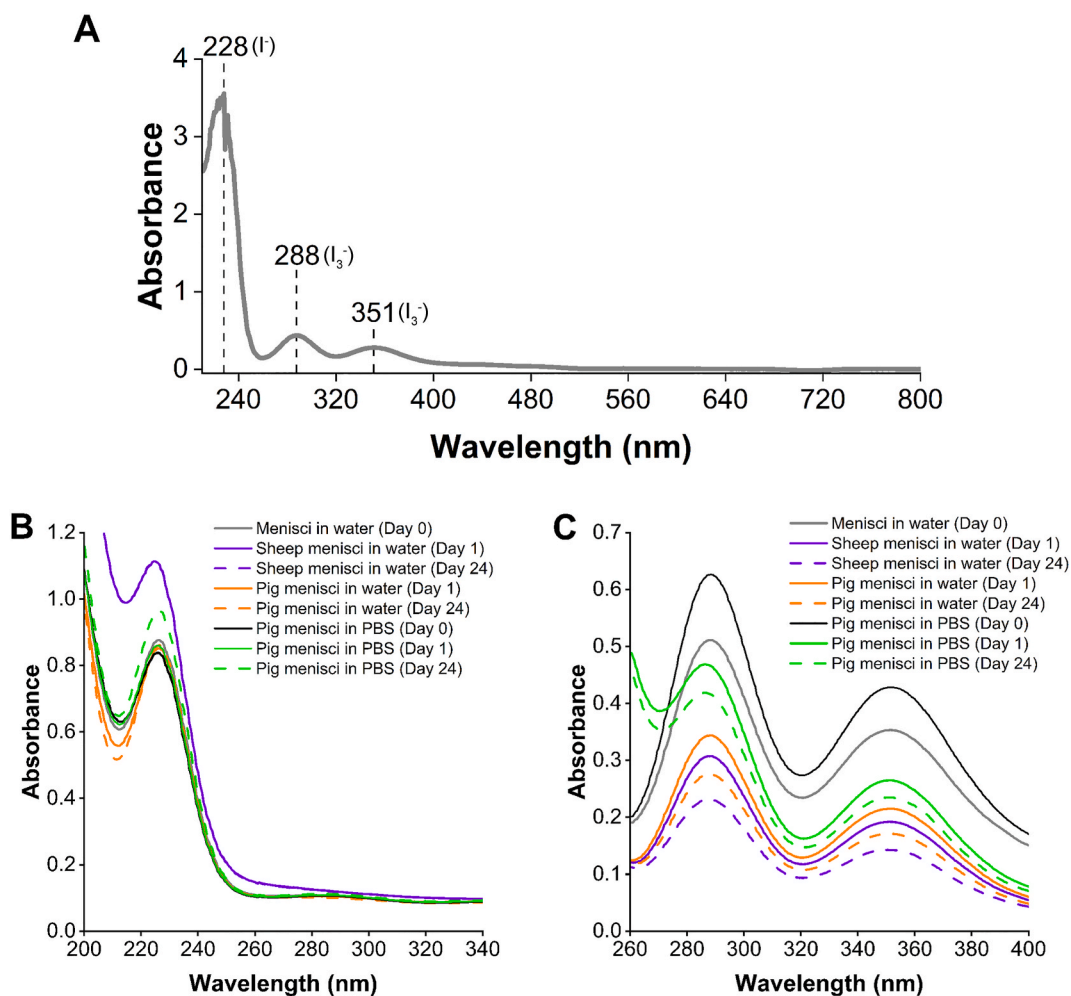 A
228 (I⁻)
4
3
288 (I₃⁻)
2
351 (I₃⁻)
1
0
Absorbance
240 320 400 480 560 640 720 800
Wavelength (nm)
B
1.2
1.0
0.8
0.6
0.4
0.2
0.0
Absorbance
Menisci in water (Day 0)
Sheep menisci in water (Day 1)
Sheep menisci in water (Day 24)
Pig menisci in water (Day 1)
Pig menisci in water (Day 24)
Pig menisci in PBS (Day 0)
Pig menisci in PBS (Day 1)
Pig menisci in PBS (Day 24)
200 220 240 260 280 300 320 340
Wavelength (nm)
C
0.7
0.6
0.5
0.4
0.3
0.2
0.1
0.0
Absorbance
Menisci in water (Day 0)
Sheep menisci in water (Day 1)
Sheep menisci in water (Day 24)
Pig menisci in water (Day 1)
Pig menisci in water (Day 24)
Pig menisci in PBS (Day 0)
Pig menisci in PBS (Day 1)
Pig menisci in PBS (Day 24)
260 280 300 320 340 360 380 400
Wavelength (nm)